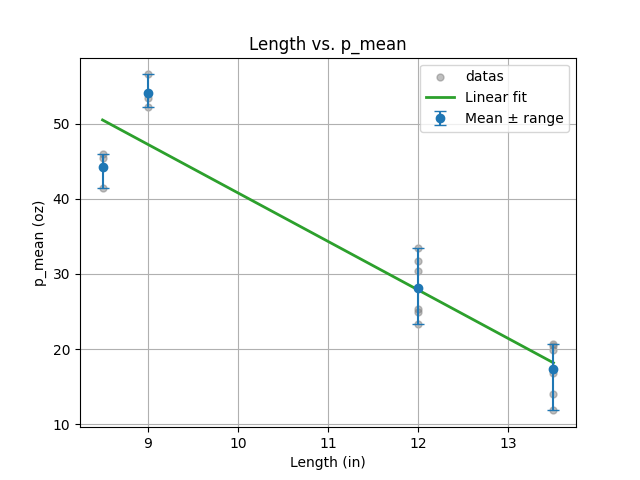 Length vs. p_mean
datas
Linear fit
Mean ± range
50
40
30
20
10
p_mean (oz)
9 10 11 12 13
Length (in)